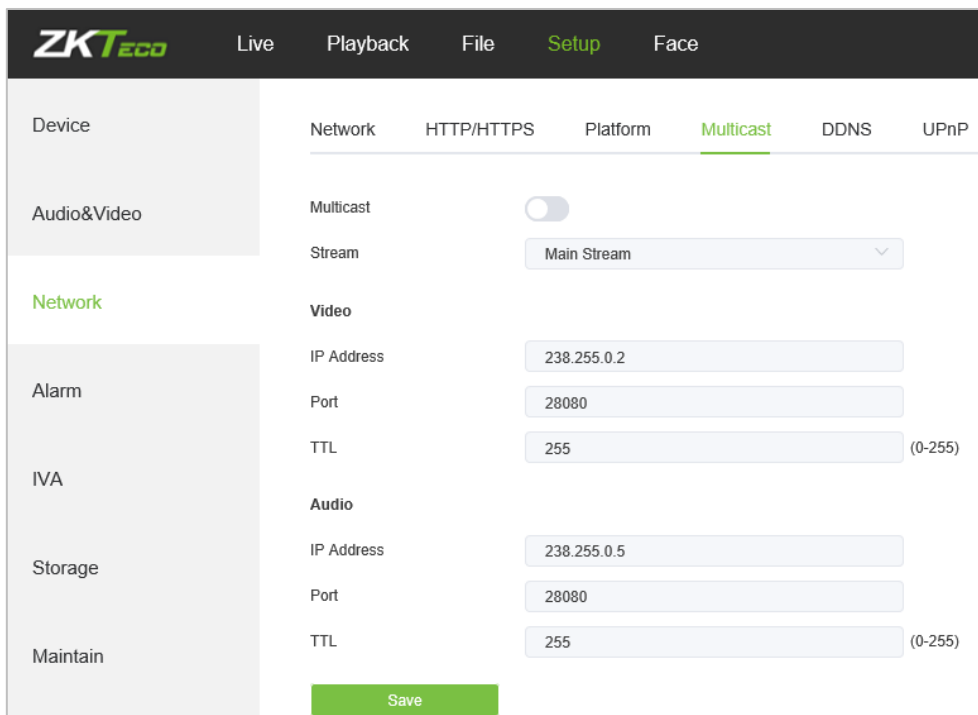 ZKTeco Live Playback File Setup Face
Device
Audio&Video
Network
Alarm
IVA
Storage
Maintain
Network HTTP/HTTPS Platform Multicast DDNS UPnP
Multicast
Stream Main Stream
Video
IP Address 238.255.0.2
Port 28080
TTL 255 (0-255)
Audio
IP Address 238.255.0.5
Port 28080
TTL 255 (0-255)
Save